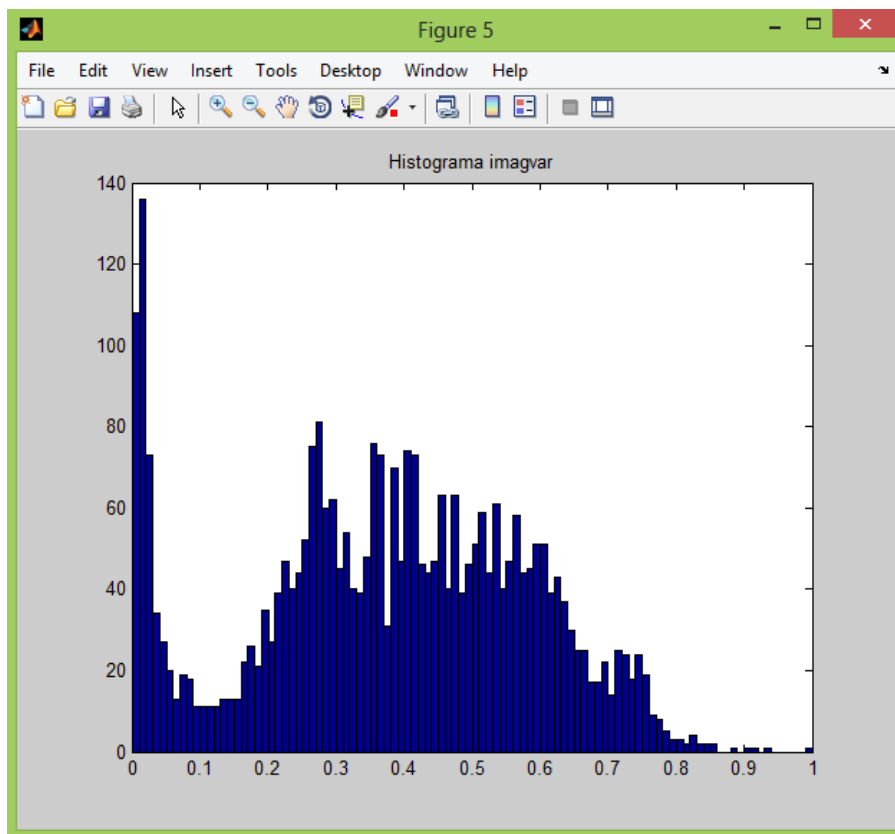 Figure 5
File Edit View Insert Tools Desktop Window Help
Histograma imagvar
140
120
100
80
60
40
20
0
0 0.1 0.2 0.3 0.4 0.5 0.6 0.7 0.8 0.9 1